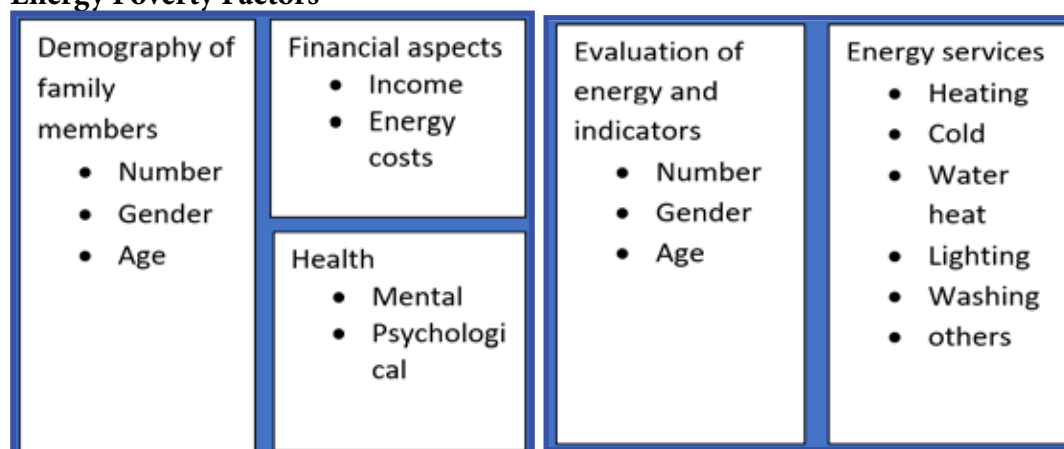 Energy Poverty Factors
Demography of
family
members
● Number
● Gender
● Age
Financial aspects
● Income
● Energy
costs
Health
● Mental
● Psychologi
cal
Evaluation of
energy and
indicators
● Number
● Gender
● Age
Energy services
● Heating
● Cold
● Water
heat
● Lighting
● Washing
● others